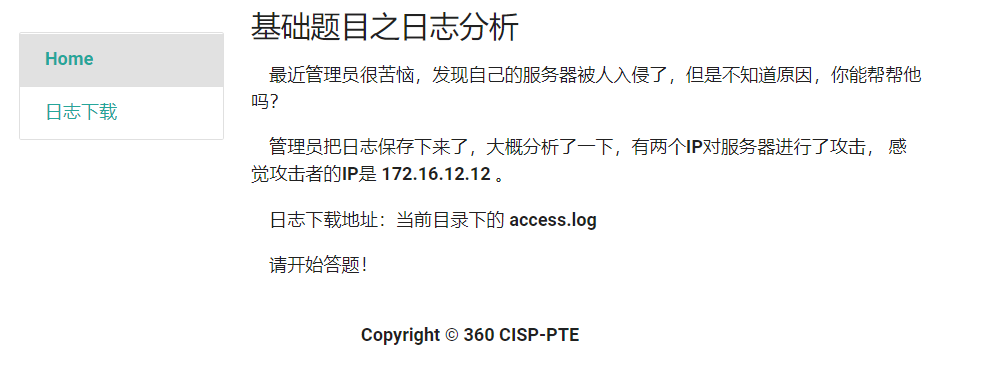 基础题目之日志分析
Home
日志下载
最近管理员很苦恼，发现自己的服务器被人入侵了，但是不知道原因，你能帮帮他
吗？
管理员把日志保存下来了，大概分析了一下，有两个IP对服务器进行了攻击， 感
觉攻击者的IP是 172.16.12.12 。
日志下载地址：当前目录下的 access.log
请开始答题！
Copyright © 360 CISP-PTE